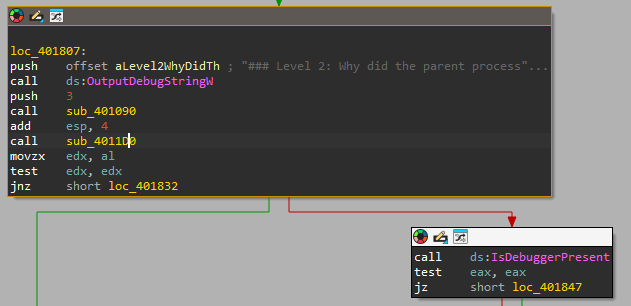 loc_401807:
push offset aLevel2WhyDidTh ; "### Level 2: Why did the parent process"...
call ds:OutputDebugStringW
push 3
call sub_401090
add esp, 4
call sub_4011D0
movzx edx, al
test edx, edx
jnz short loc_401832
call ds:IsDebuggerPresent
test eax, eax
jz short loc_401847